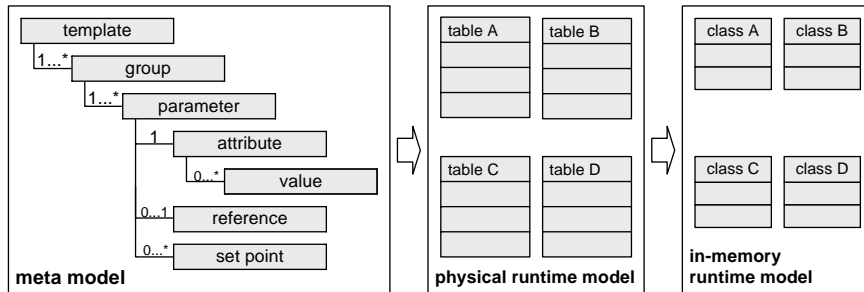 template
1...*
group
1...*
parameter
1
attribute
0...*
value
0...1
reference
0...*
set point
meta model
table A
table B
table C
table D
physical runtime model
class A
class B
class C
class D
in-memory
runtime model